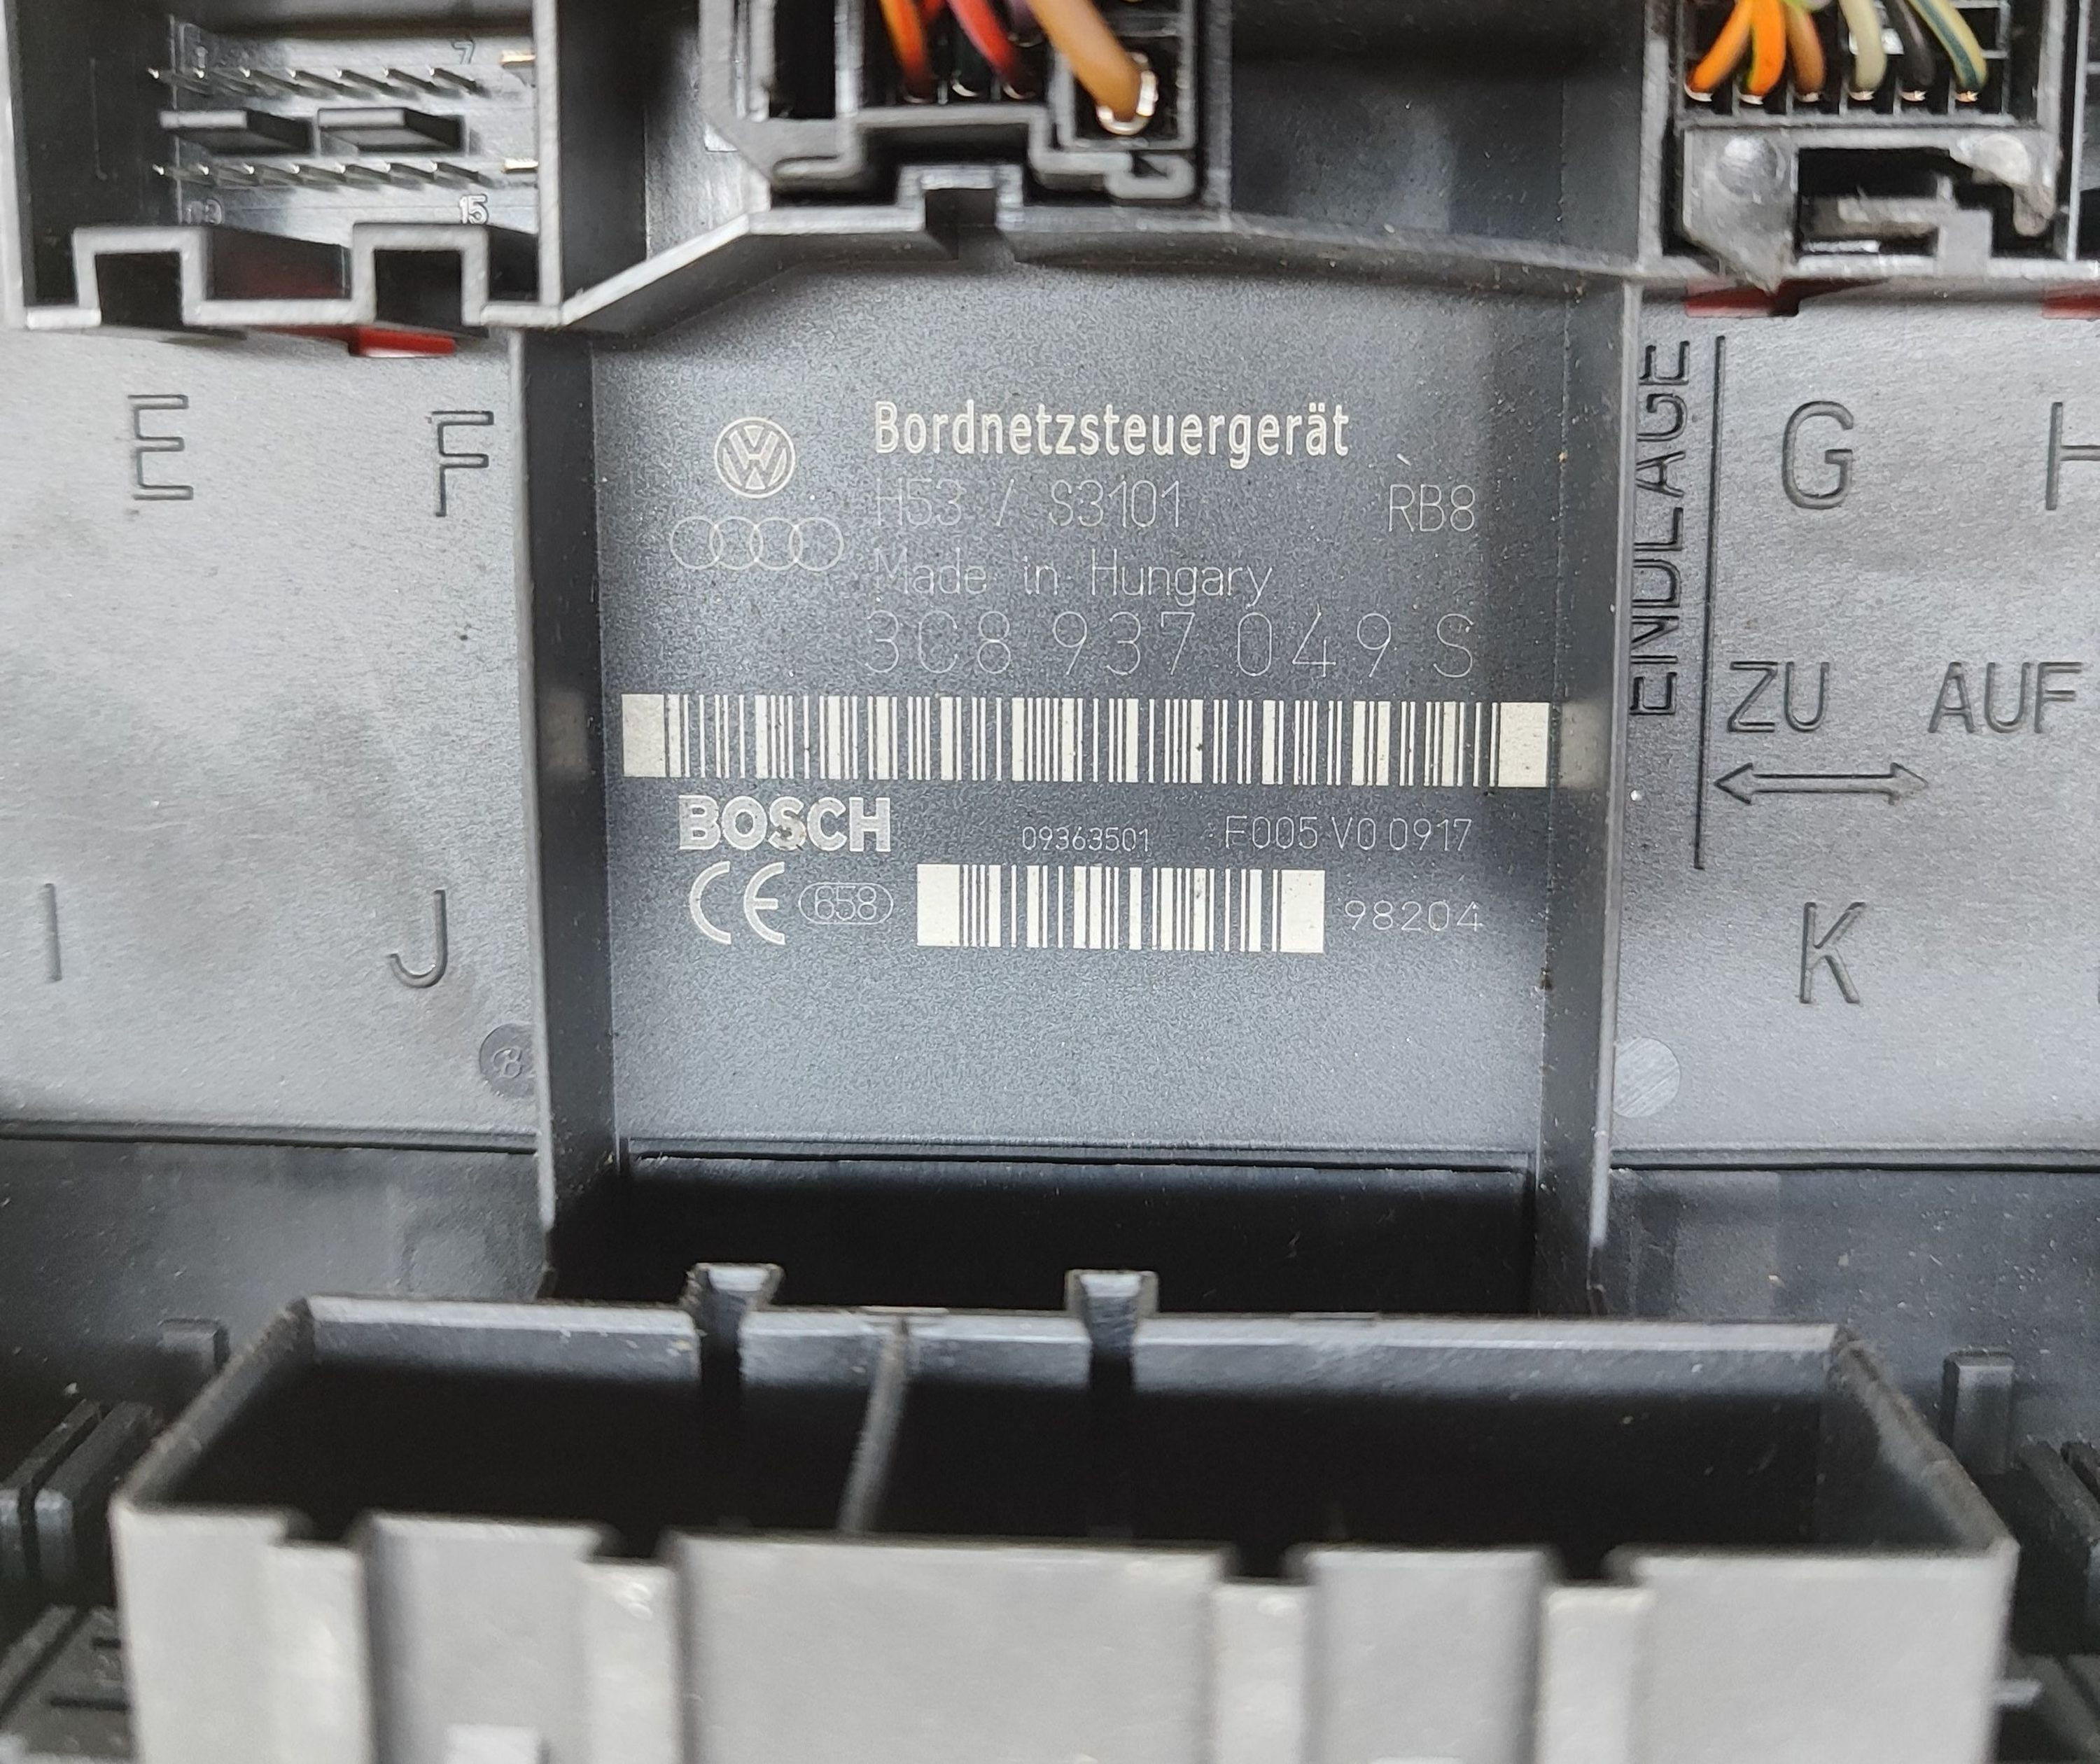 7
15
E F
Bordnetzsteuergerät
H53 / S3101 RB8
Made in Hungary
3C8 937 049 S
BOSCH 09363501 F005 V0 0917
CE 658 98204
ENDLAGE
G H
ZU AUF
I J
K
8